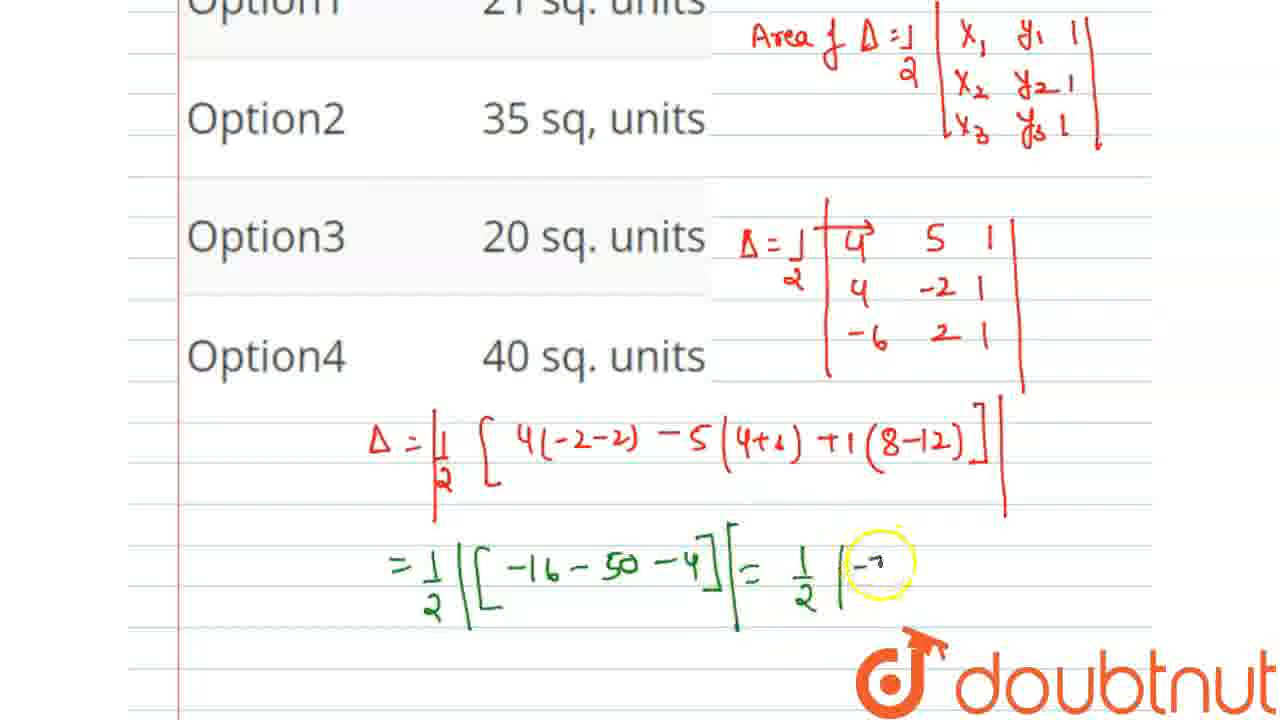 Option1 21 sq. units
Area of Δ = 1/2 | x₁ y₁ 1 |
| x₂ y₂ 1 |
| x₃ y₃ 1 |
Option2 35 sq, units
Option3 20 sq. units
Δ = 1/2 | 4 5 1 |
| 4 -2 1 |
| -6 2 1 |
Option4 40 sq. units
Δ = | 1/2 [ 4(-2-2) - 5(4+6) + 1(8-12) ] |
= 1/2 | [ -16 - 50 - 4 ] | = 1/2 | -7
doubtnut